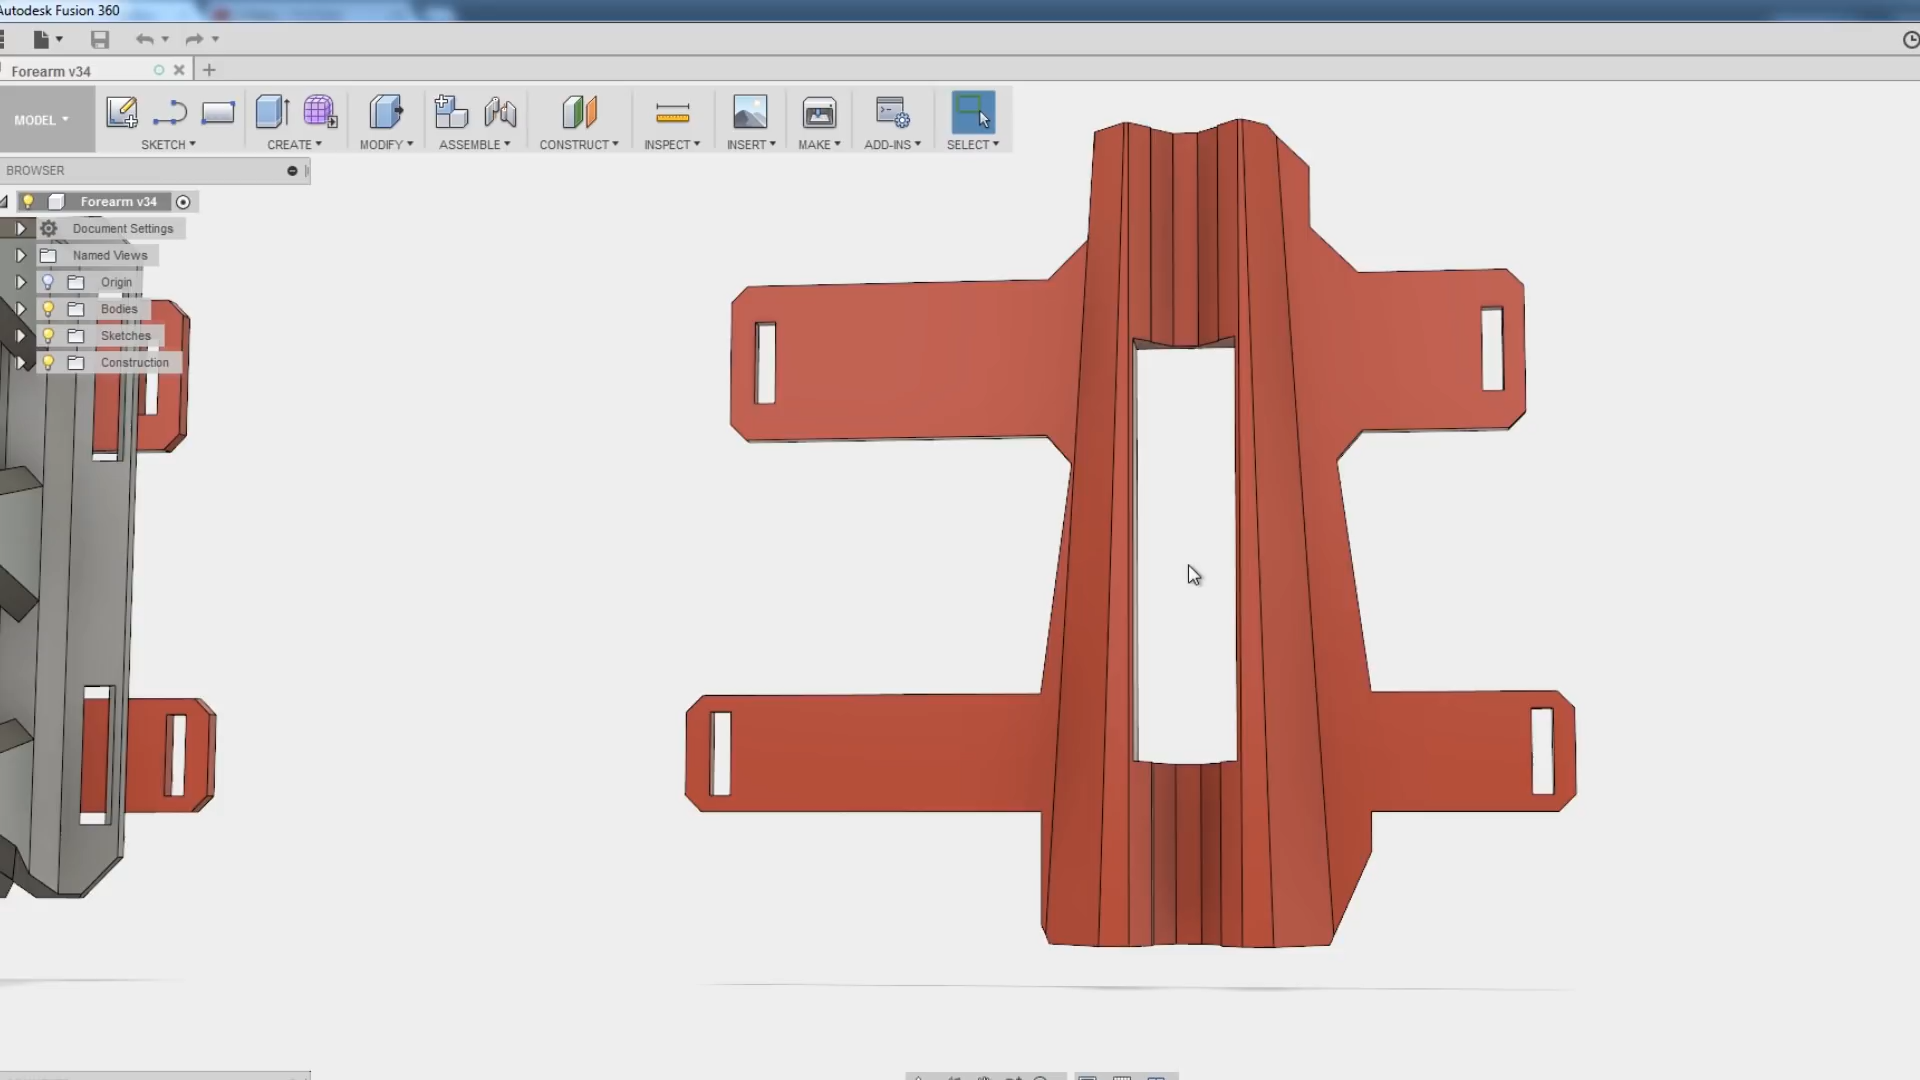 Autodesk Fusion 360
Forearm v34
MODEL
SKETCH
CREATE
MODIFY
ASSEMBLE
CONSTRUCT
INSPECT
INSERT
MAKE
ADD-INS
SELECT
BROWSER
Forearm v34
Document Settings
Named Views
Origin
Bodies
Sketches
Construction